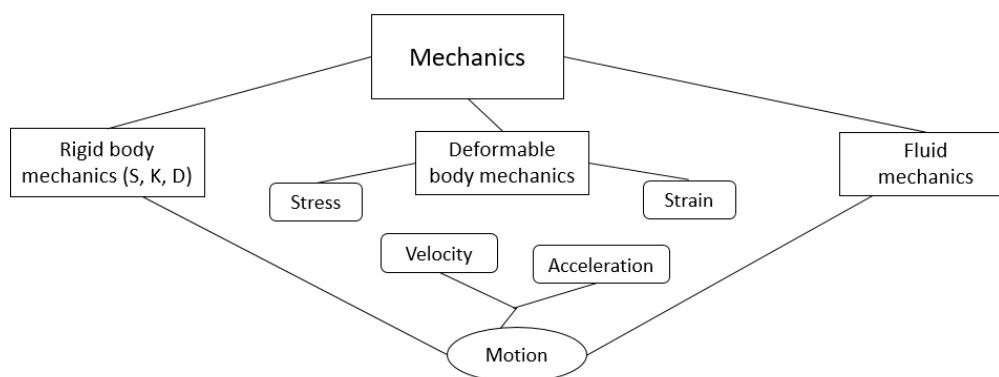 Mechanics
Rigid body
mechanics (S, K, D)
Deformable
body mechanics
Fluid
mechanics
Stress
Strain
Velocity
Acceleration
Motion